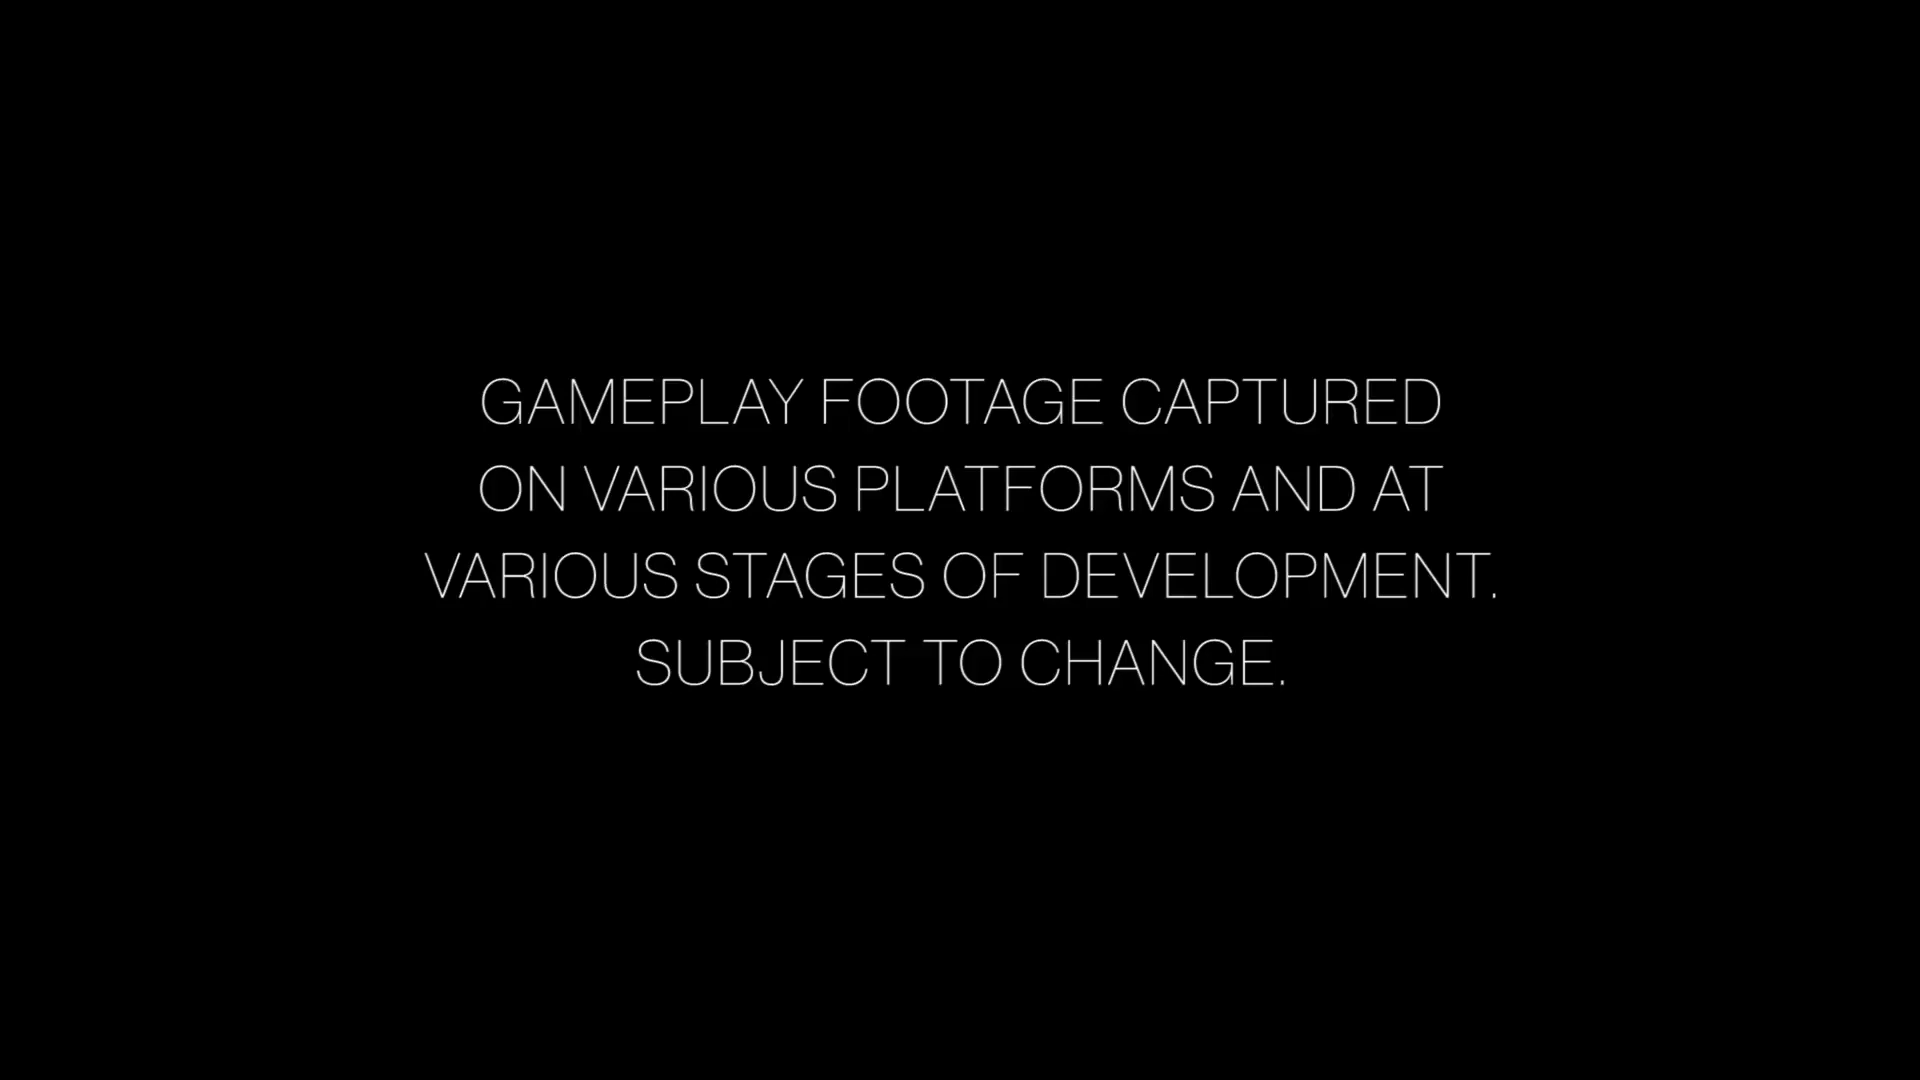 GAMEPLAY FOOTAGE CAPTURED
ON VARIOUS PLATFORMS AND AT
VARIOUS STAGES OF DEVELOPMENT.
SUBJECT TO CHANGE.